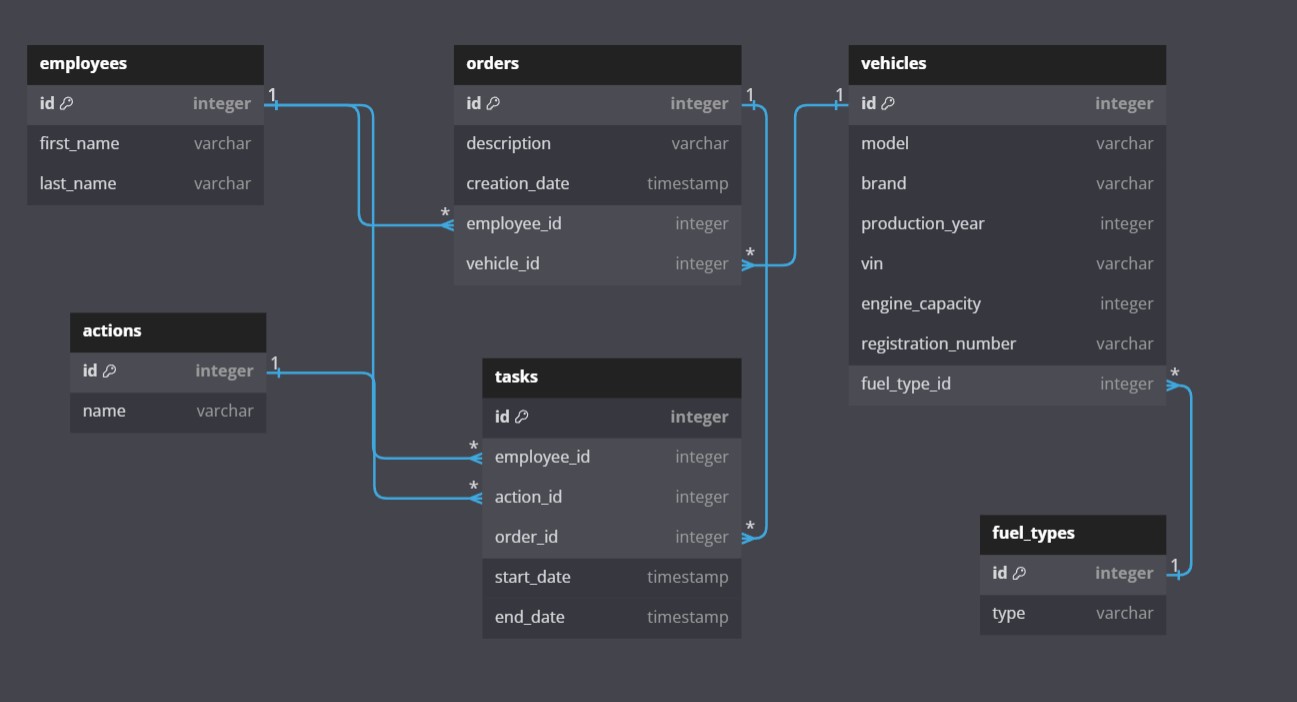 employees
id integer
first_name varchar
last_name varchar
1
orders
id integer
description varchar
creation_date timestamp
employee_id integer
vehicle_id integer
1
*
*
vehicles
id integer
model varchar
brand varchar
production_year integer
vin varchar
engine_capacity integer
registration_number varchar
fuel_type_id integer
1
*
actions
id integer
name varchar
1
tasks
id integer
employee_id integer
action_id integer
order_id integer
start_date timestamp
end_date timestamp
*
*
*
fuel_types
id integer
type varchar
1